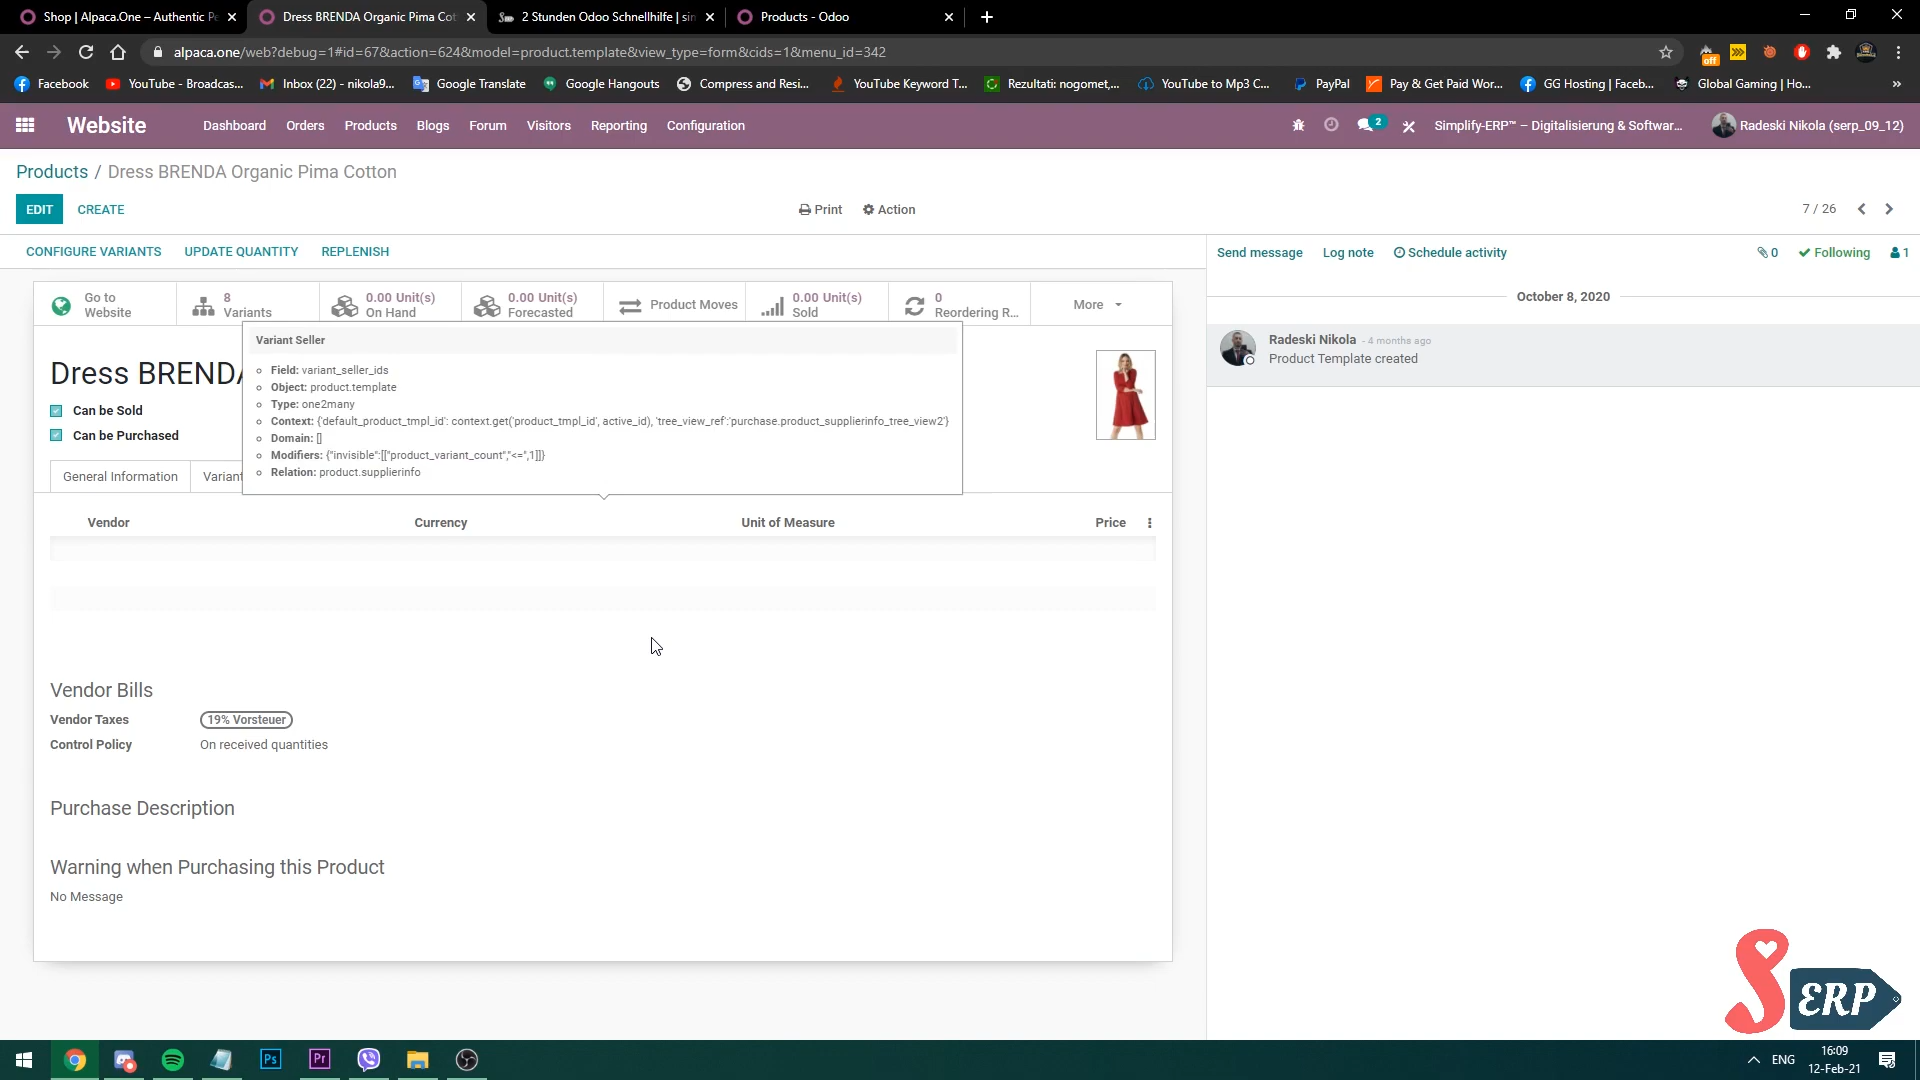 Shop | Alpaca.One – Authentic Pe
Dress BRENDA Organic Pima Cott
2 Stunden Odoo Schnellhilfe | sim
Products - Odoo
alpaca.one/web?debug=1#id=67&action=624&model=product.template&view_type=form&cids=1&menu_id=342
off
Facebook
YouTube - Broadcas...
Inbox (22) - nikola9...
Google Translate
Google Hangouts
Compress and Resi...
YouTube Keyword T...
Rezultati: nogomet,...
YouTube to Mp3 C...
PayPal
Pay & Get Paid Wor...
GG Hosting | Faceb...
Global Gaming | Ho...
Website
Dashboard Orders Products Blogs Forum Visitors Reporting Configuration
2
Simplify-ERP™ – Digitalisierung & Softwar...
Radeski Nikola (serp_09_12)
Products / Dress BRENDA Organic Pima Cotton
EDIT CREATE
Print Action
7 / 26
CONFIGURE VARIANTS UPDATE QUANTITY REPLENISH
Send message Log note Schedule activity
0 Following 1
Go to
Website
8
Variants
0.00 Unit(s)
On Hand
0.00 Unit(s)
Forecasted
Product Moves
0.00 Unit(s)
Sold
0
Reordering R...
More
October 8, 2020
Radeski Nikola - 4 months ago
Product Template created
Variant Seller
Field: variant_seller_ids
Object: product.template
Type: one2many
Context: {'default_product_tmpl_id': context.get('product_tmpl_id', active_id), 'tree_view_ref':'purchase.product_supplierinfo_tree_view2'}
Domain: []
Modifiers: {"invisible":[["product_variant_count","<=",1]]}
Relation: product.supplierinfo
Dress BRENDA
Can be Sold
Can be Purchased
General Information
Variant
Vendor Currency Unit of Measure Price
Vendor Bills
Vendor Taxes 19% Vorsteuer
Control Policy On received quantities
Purchase Description
Warning when Purchasing this Product
No Message
SERP
Ps
Pr
ENG
16:09
12-Feb-21